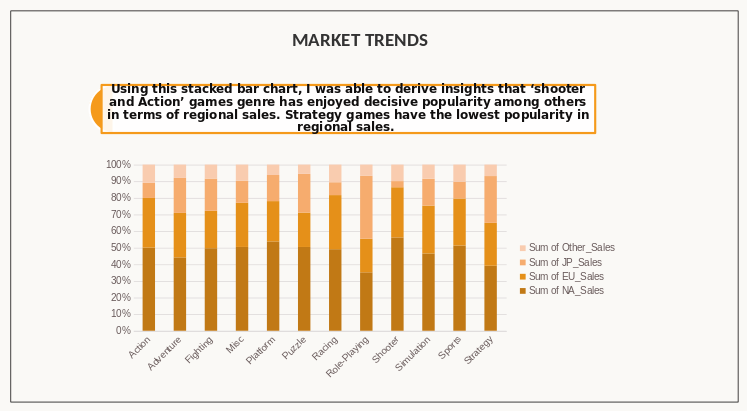 MARKET TRENDS
Using this stacked bar chart, I was able to derive insights that ‘shooter
and Action’ games genre has enjoyed decisive popularity among others
in terms of regional sales. Strategy games have the lowest popularity in
regional sales.
100%
90%
80%
70%
60%
50%
40%
30%
20%
10%
0%
Action
Adventure
Fighting
Misc
Platform
Puzzle
Racing
Role-Playing
Shooter
Simulation
Sports
Strategy
Sum of Other_Sales
Sum of JP_Sales
Sum of EU_Sales
Sum of NA_Sales